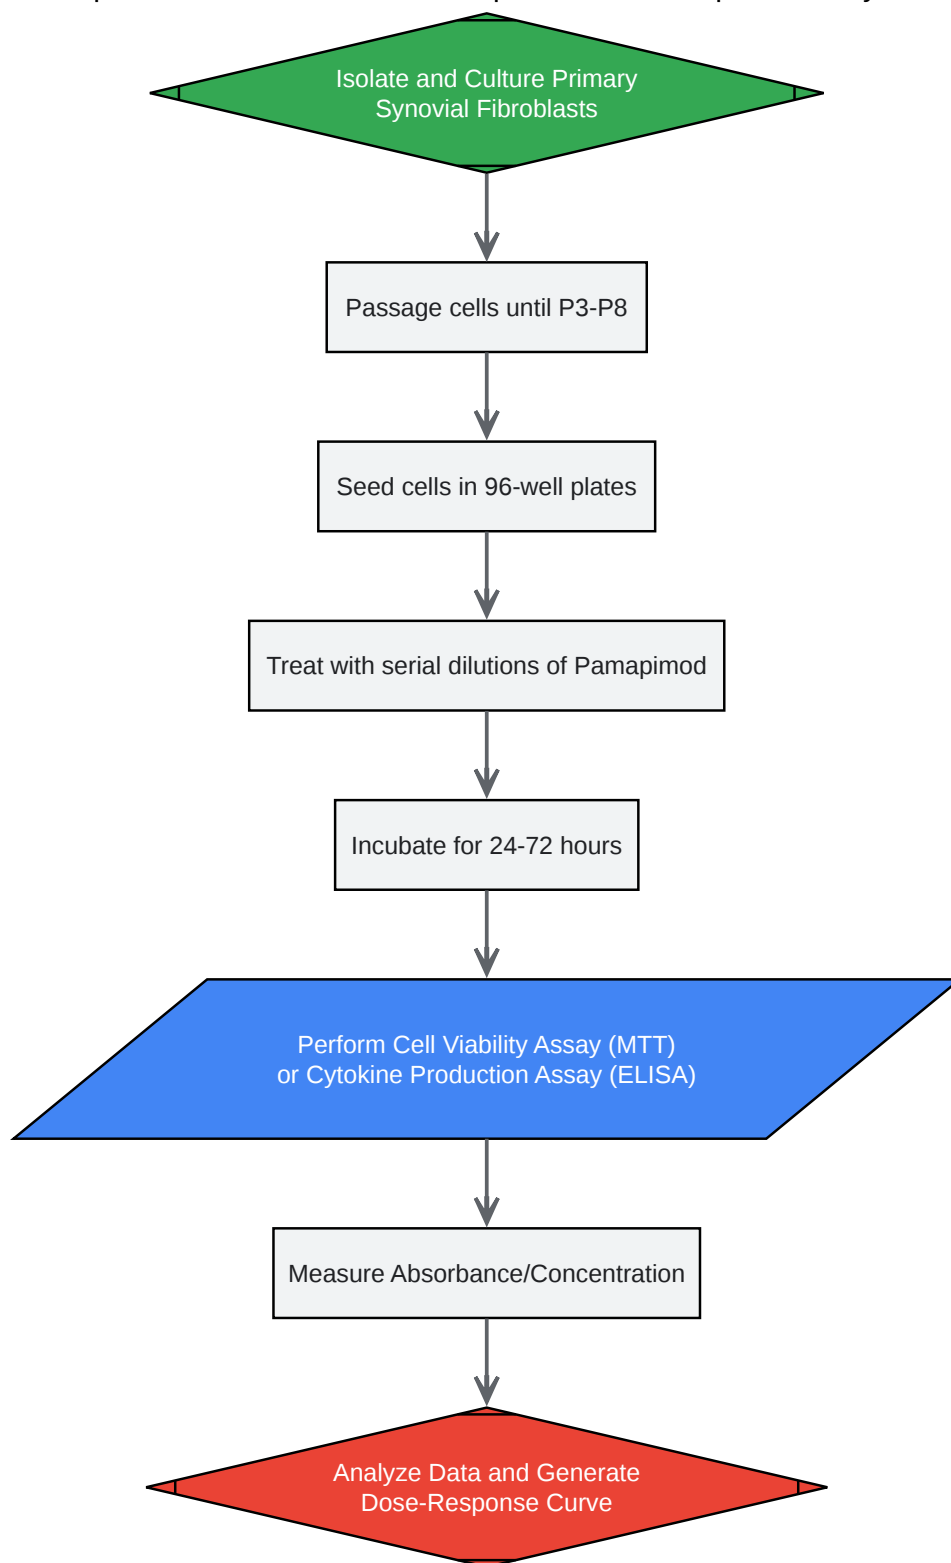 Isolate and Culture Primary
Synovial Fibroblasts
Passage cells until P3-P8
Seed cells in 96-well plates
Treat with serial dilutions of Pamapimod
Incubate for 24-72 hours
Perform Cell Viability Assay (MTT)
or Cytokine Production Assay (ELISA)
Measure Absorbance/Concentration
Analyze Data and Generate
Dose-Response Curve